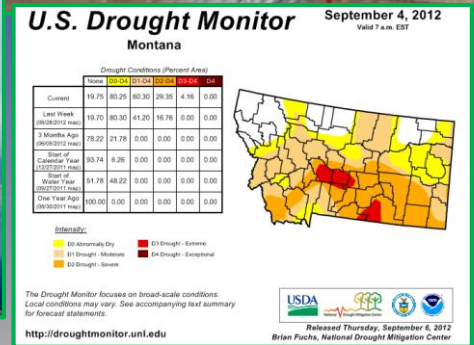 U.S. Drought Monitor
Montana
September 4, 2012
Valid 7 a.m. EST
Drought Conditions (Percent Area)
None D0-D4 D1-D4 D2-D4 D3-D4 D4
Current 19.75 80.25 60.30 29.35 4.16 0.00
Last Week (08/28/2012 map) 19.70 80.30 41.20 16.76 0.00 0.00
3 Months Ago (06/05/2012 map) 78.22 21.78 0.00 0.00 0.00 0.00
Start of Calendar Year (12/27/2011 map) 93.74 6.26 0.00 0.00 0.00 0.00
Start of Water Year (09/27/2011 map) 51.78 48.22 0.00 0.00 0.00 0.00
One Year Ago (08/30/2011 map) 100.00 0.00 0.00 0.00 0.00 0.00
Intensity:
D0 Abnormally Dry
D1 Drought - Moderate
D2 Drought - Severe
D3 Drought - Extreme
D4 Drought - Exceptional
The Drought Monitor focuses on broad-scale conditions.
Local conditions may vary. See accompanying text summary
for forecast statements.
http://droughtmonitor.unl.edu
USDA
National Drought Mitigation Center
Released Thursday, September 6, 2012
Brian Fuchs, National Drought Mitigation Center